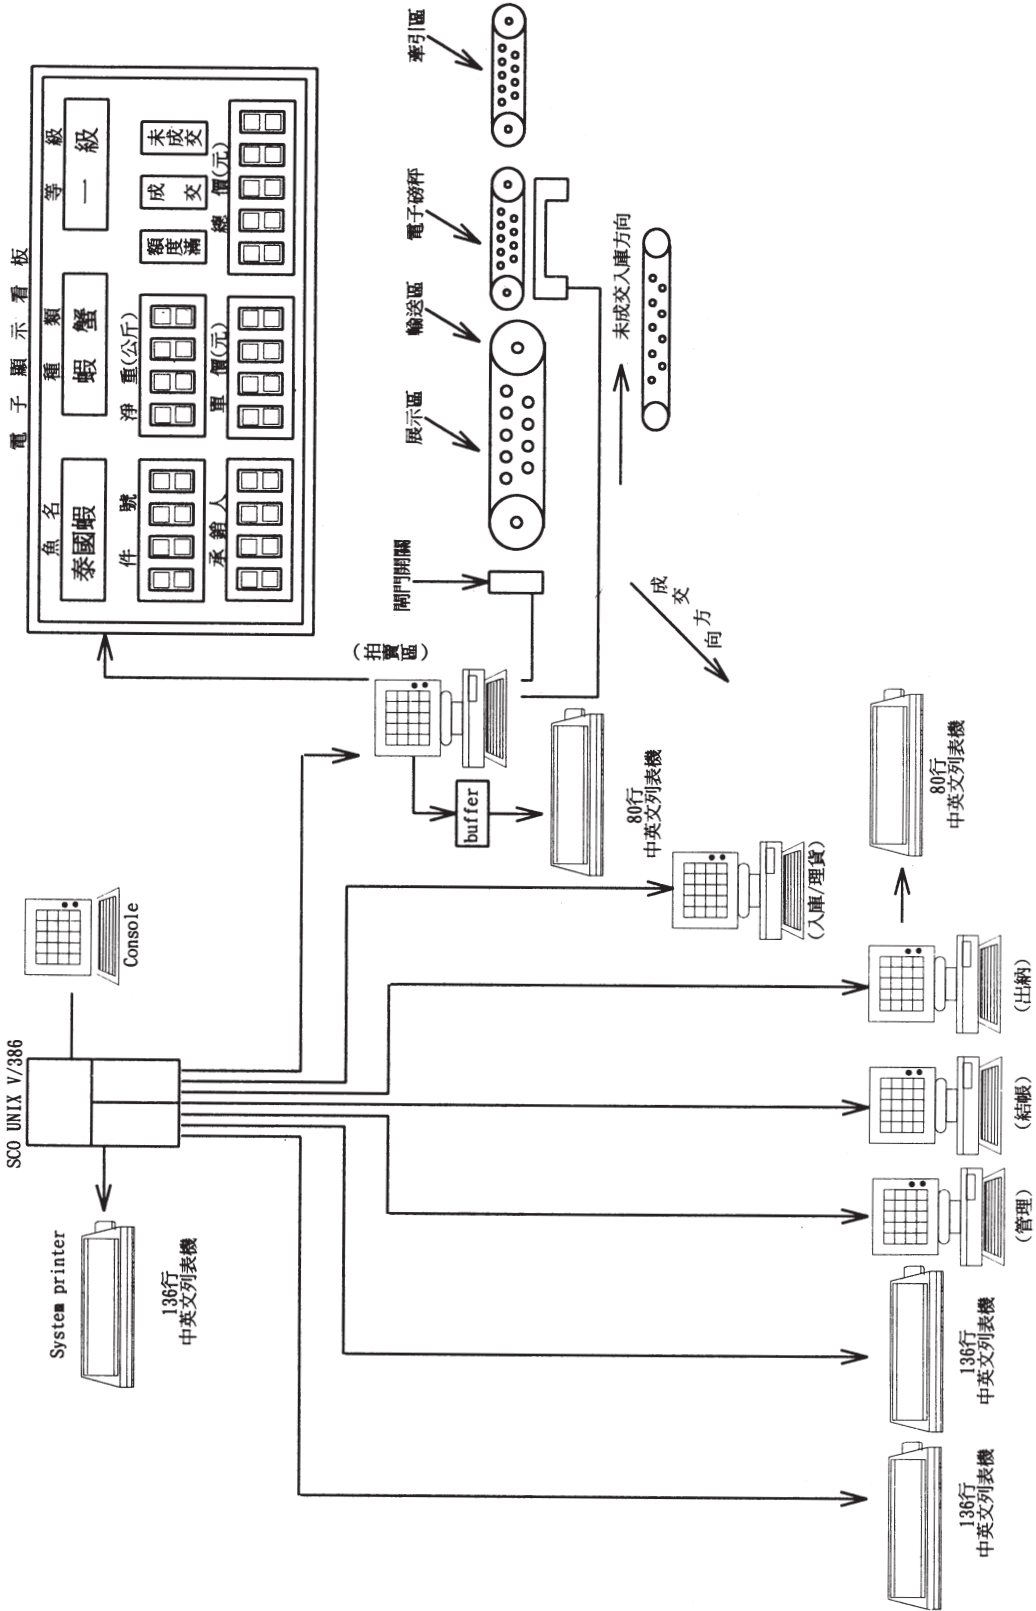 電子顯示看板
魚名
種類
等級
泰國蝦
蝦蟹
一級
件號
淨重(公斤)
額度滿
成交
未成交
承銷人
單價(元)
總價(元)
SCO UNIX V/386
Console
System printer
136行
中英文列表機
(拍賣區)
閘門開關
展示區
輸送區
電子磅秤
牽引區
buffer
80行
中英文列表機
未成交入庫方向
成交方向
(入庫/理貨)
(出納)
80行
中英文列表機
(結帳)
(管理)
136行
中英文列表機
136行
中英文列表機